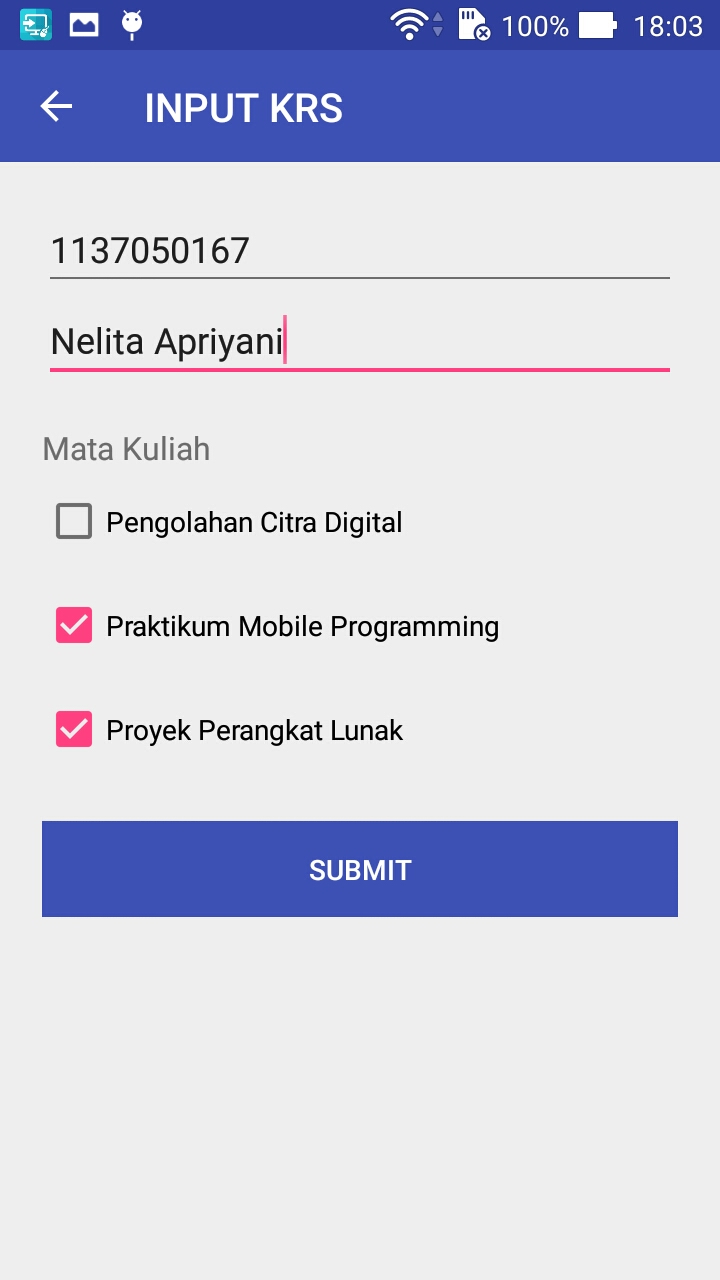 100% 18:03
INPUT KRS
1137050167
Nelita Apriyani
Mata Kuliah
Pengolahan Citra Digital
Praktikum Mobile Programming
Proyek Perangkat Lunak
SUBMIT